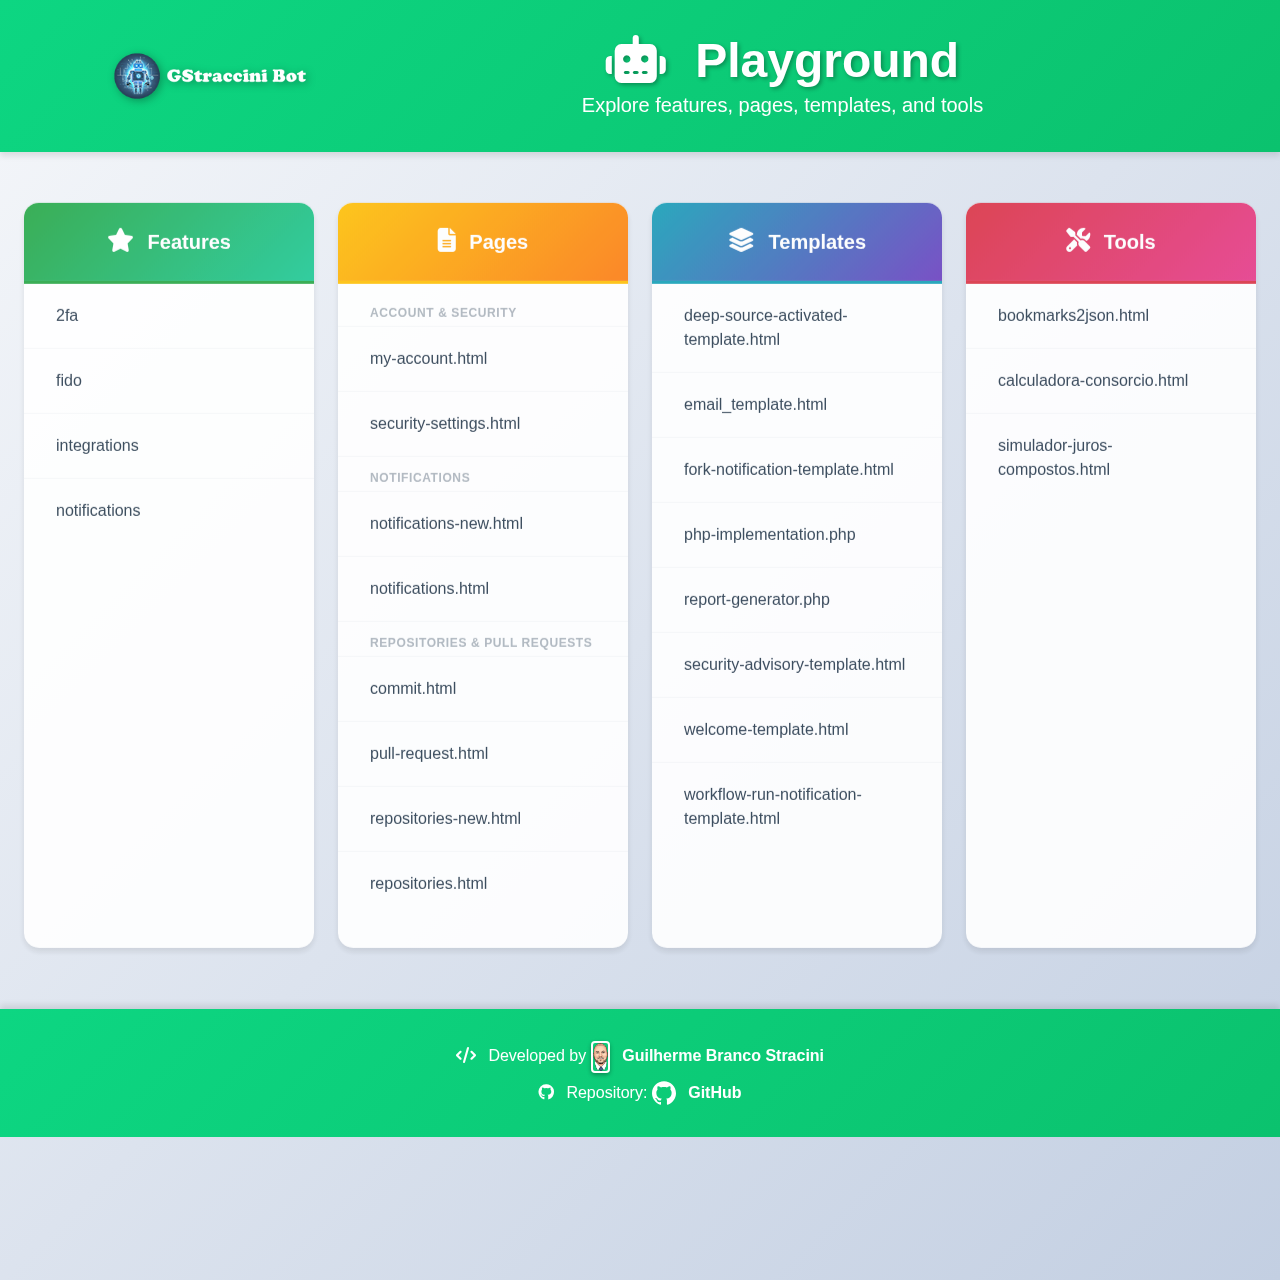 GStraccini Bot
Playground
Explore features, pages, templates, and tools
Features
2fa
fido
integrations
notifications
Pages
ACCOUNT & SECURITY
my-account.html
security-settings.html
NOTIFICATIONS
notifications-new.html
notifications.html
REPOSITORIES & PULL REQUESTS
commit.html
pull-request.html
repositories-new.html
repositories.html
Templates
deep-source-activated-
template.html
email_template.html
fork-notification-template.html
php-implementation.php
report-generator.php
security-advisory-template.html
welcome-template.html
workflow-run-notification-
template.html
Tools
bookmarks2json.html
calculadora-consorcio.html
simulador-juros-
compostos.html
Developed by Guilherme Branco Stracini
Repository: GitHub